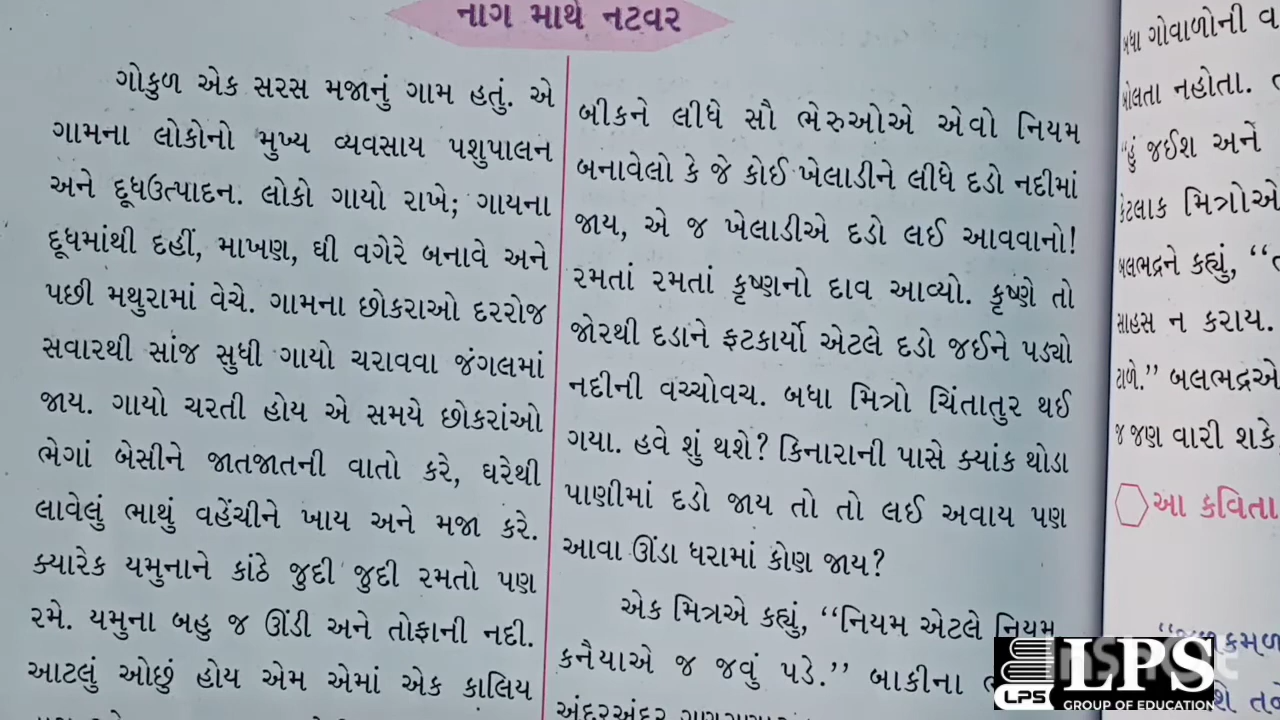 નાગ માથે નટવર
ગોકુળ એક સરસ મજાનું ગામ હતું. એ
ગામના લોકોનો મુખ્ય વ્યવસાય પશુપાલન
અને દૂધઉત્પાદન. લોકો ગાયો રાખે; ગાયના
દૂધમાંથી દહીં, માખણ, ઘી વગેરે બનાવે અને
પછી મથુરામાં વેચે. ગામના છોકરાઓ દરરોજ
સવારથી સાંજ સુધી ગાયો ચરાવવા જંગલમાં
જાય. ગાયો ચરતી હોય એ સમયે છોકરાંઓ
ભેગાં બેસીને જાતજાતની વાતો કરે, ઘરેથી
લાવેલું ભાથું વહેંચીને ખાય અને મજા કરે.
ક્યારેક યમુનાને કાંઠે જુદી જુદી રમતો પણ
રમે. યમુના બહુ જ ઊંડી અને તોફાની નદી.
આટલું ઓછું હોય એમ એમાં એક કાલિય
બીકને લીધે સૌ ભેરુઓએ એવો નિયમ
બનાવેલો કે જે કોઈ ખેલાડીને લીધે દડો નદીમાં
જાય, એ જ ખેલાડીએ દડો લઈ આવવાનો!
રમતાં રમતાં કૃષ્ણનો દાવ આવ્યો. કૃષ્ણે તો
જોરથી દડાને ફટકાર્યો એટલે દડો જઈને પડ્યો
નદીની વચ્ચોવચ. બધા મિત્રો ચિંતાતુર થઈ
ગયા. હવે શું થશે? કિનારાની પાસે ક્યાંક થોડા
પાણીમાં દડો જાય તો તો લઈ અવાય પણ
આવા ઊંડા ધરામાં કોણ જાય?
એક મિત્રએ કહ્યું, “નિયમ એટલે નિયમ
કનૈયાએ જ જવું પડે.” બાકીના
બધા ગોવાળોની
બોલતા નહોતા.
“હું જઈશ અને
કેટલાક મિત્રોએ
બલભદ્રને કહ્યું, “
સાહસ ન કરાય.
ટાળે.” બલભદ્રએ
જ જણ વારી શકે
આ કવિતા
LPS
LPS
GROUP OF EDUCATION